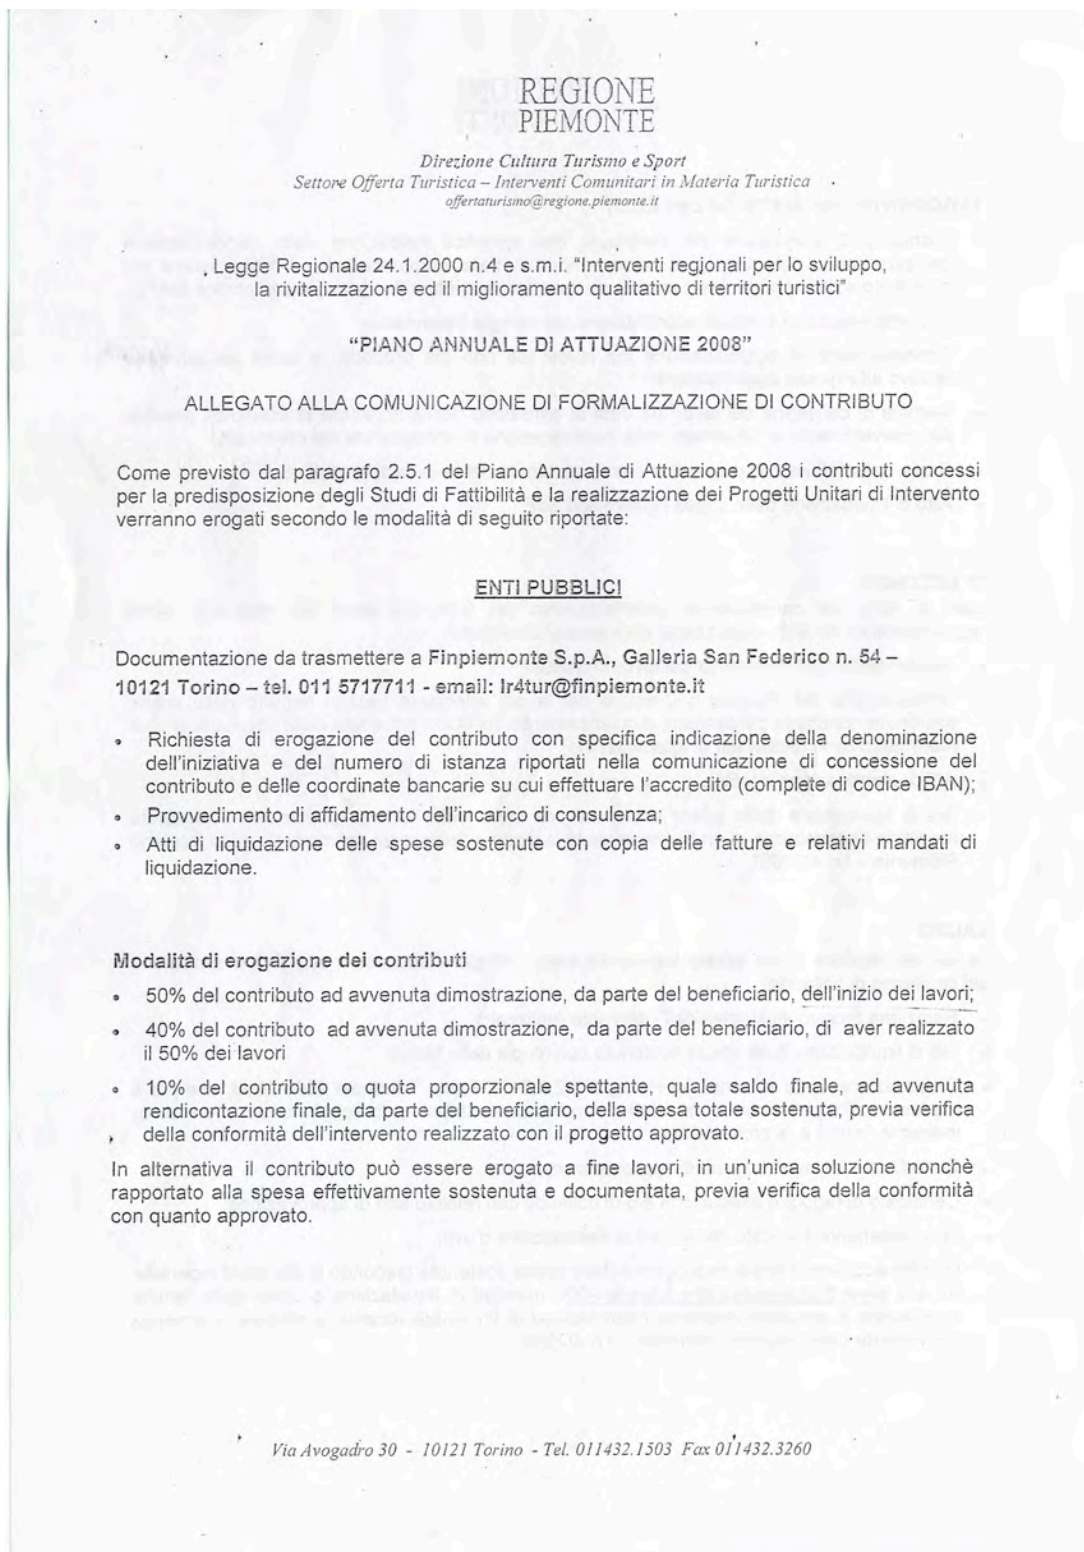 REGIONE
PIEMONTE
Direzione Cultura Turismo e Sport
Settore Offerta Turistica – Interventi Comunitari in Materia Turistica
offertaturismo@regione.piemonte.it
Legge Regionale 24.1.2000 n.4 e s.m.i. "Interventi regionali per lo sviluppo,
la rivitalizzazione ed il miglioramento qualitativo di territori turistici"
"PIANO ANNUALE DI ATTUAZIONE 2008"
ALLEGATO ALLA COMUNICAZIONE DI FORMALIZZAZIONE DI CONTRIBUTO
Come previsto dal paragrafo 2.5.1 del Piano Annuale di Attuazione 2008 i contributi concessi
per la predisposizione degli Studi di Fattibilità e la realizzazione dei Progetti Unitari di Intervento
verranno erogati secondo le modalità di seguito riportate:
ENTI PUBBLICI
Documentazione da trasmettere a Finpiemonte S.p.A., Galleria San Federico n. 54 –
10121 Torino – tel. 011 5717711 - email: lr4tur@finpiemonte.it
• Richiesta di erogazione del contributo con specifica indicazione della denominazione
dell'iniziativa e del numero di istanza riportati nella comunicazione di concessione del
contributo e delle coordinate bancarie su cui effettuare l'accredito (complete di codice IBAN);
• Provvedimento di affidamento dell'incarico di consulenza;
• Atti di liquidazione delle spese sostenute con copia delle fatture e relativi mandati di
liquidazione.
Modalità di erogazione dei contributi
• 50% del contributo ad avvenuta dimostrazione, da parte del beneficiario, dell'inizio dei lavori;
• 40% del contributo ad avvenuta dimostrazione, da parte del beneficiario, di aver realizzato
il 50% dei lavori
• 10% del contributo o quota proporzionale spettante, quale saldo finale, ad avvenuta
rendicontazione finale, da parte del beneficiario, della spesa totale sostenuta, previa verifica
della conformità dell'intervento realizzato con il progetto approvato.
In alternativa il contributo può essere erogato a fine lavori, in un'unica soluzione nonchè
rapportato alla spesa effettivamente sostenuta e documentata, previa verifica della conformità
con quanto approvato.
Via Avogadro 30 - 10121 Torino - Tel. 011432.1503 Fax 011432.3260